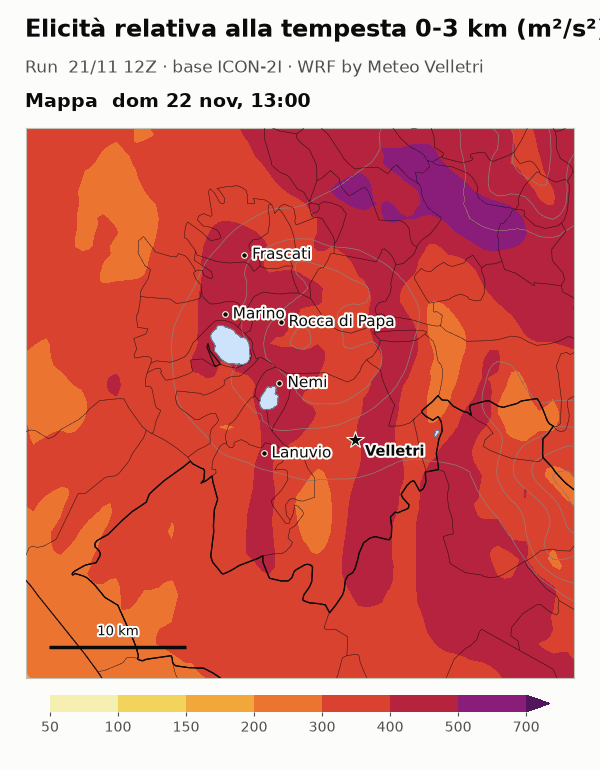 Elicità relativa alla tempesta 0-3 km (m²/s²)
Run 21/11 12Z · base ICON-2I · WRF by Meteo Velletri
Mappa dom 22 nov, 13:00
Frascati
Marino
Rocca di Papa
Nemi
Velletri
Lanuvio
10 km
50 100 150 200 300 400 500 700